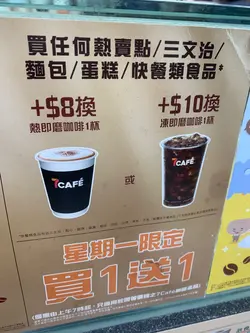 買任何熱賣點/三文治/
麵包/蛋糕/快餐類食品*
+$8換
熱即磨咖啡1杯
+$10換
凍即磨咖啡1杯
7CAFÉ
或
7CAFÉ
星期一限定
買1送1